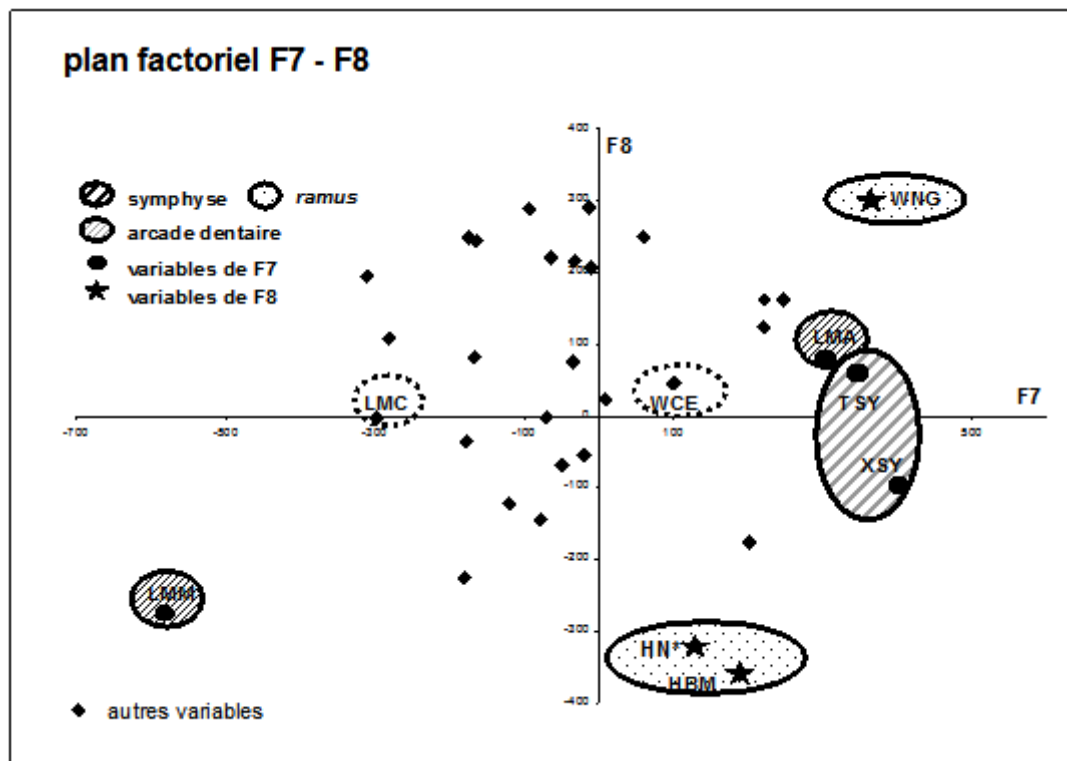 plan factoriel F7 - F8
400
F8
symphyse
ramus
arcade dentaire
variables de F7
variables de F8
300
WNG
200
100
LMA
LMC
WCE
TSY
F7
0
-700
-500
-300
-100
100
500
XSY
-100
-200
LMM
-300
HN*
HBM
-400
autres variables